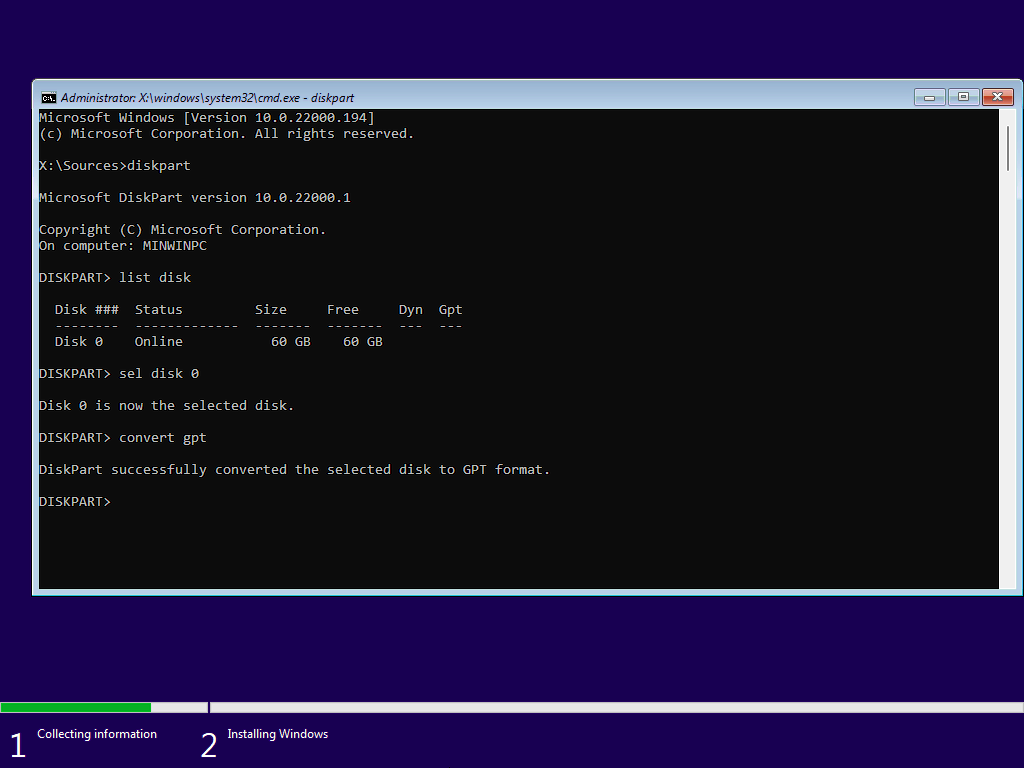 Administrator: X:\windows\system32\cmd.exe - diskpart
Microsoft Windows [Version 10.0.22000.194]
(c) Microsoft Corporation. All rights reserved.
X:\Sources>diskpart
Microsoft DiskPart version 10.0.22000.1
Copyright (C) Microsoft Corporation.
On computer: MINWINPC
DISKPART> list disk
  Disk ###  Status         Size     Free     Dyn  Gpt
  --------  -------------  -------  -------  ---  ---
  Disk 0    Online           60 GB    60 GB
DISKPART> sel disk 0
Disk 0 is now the selected disk.
DISKPART> convert gpt
DiskPart successfully converted the selected disk to GPT format.
DISKPART>
1 Collecting information
2 Installing Windows